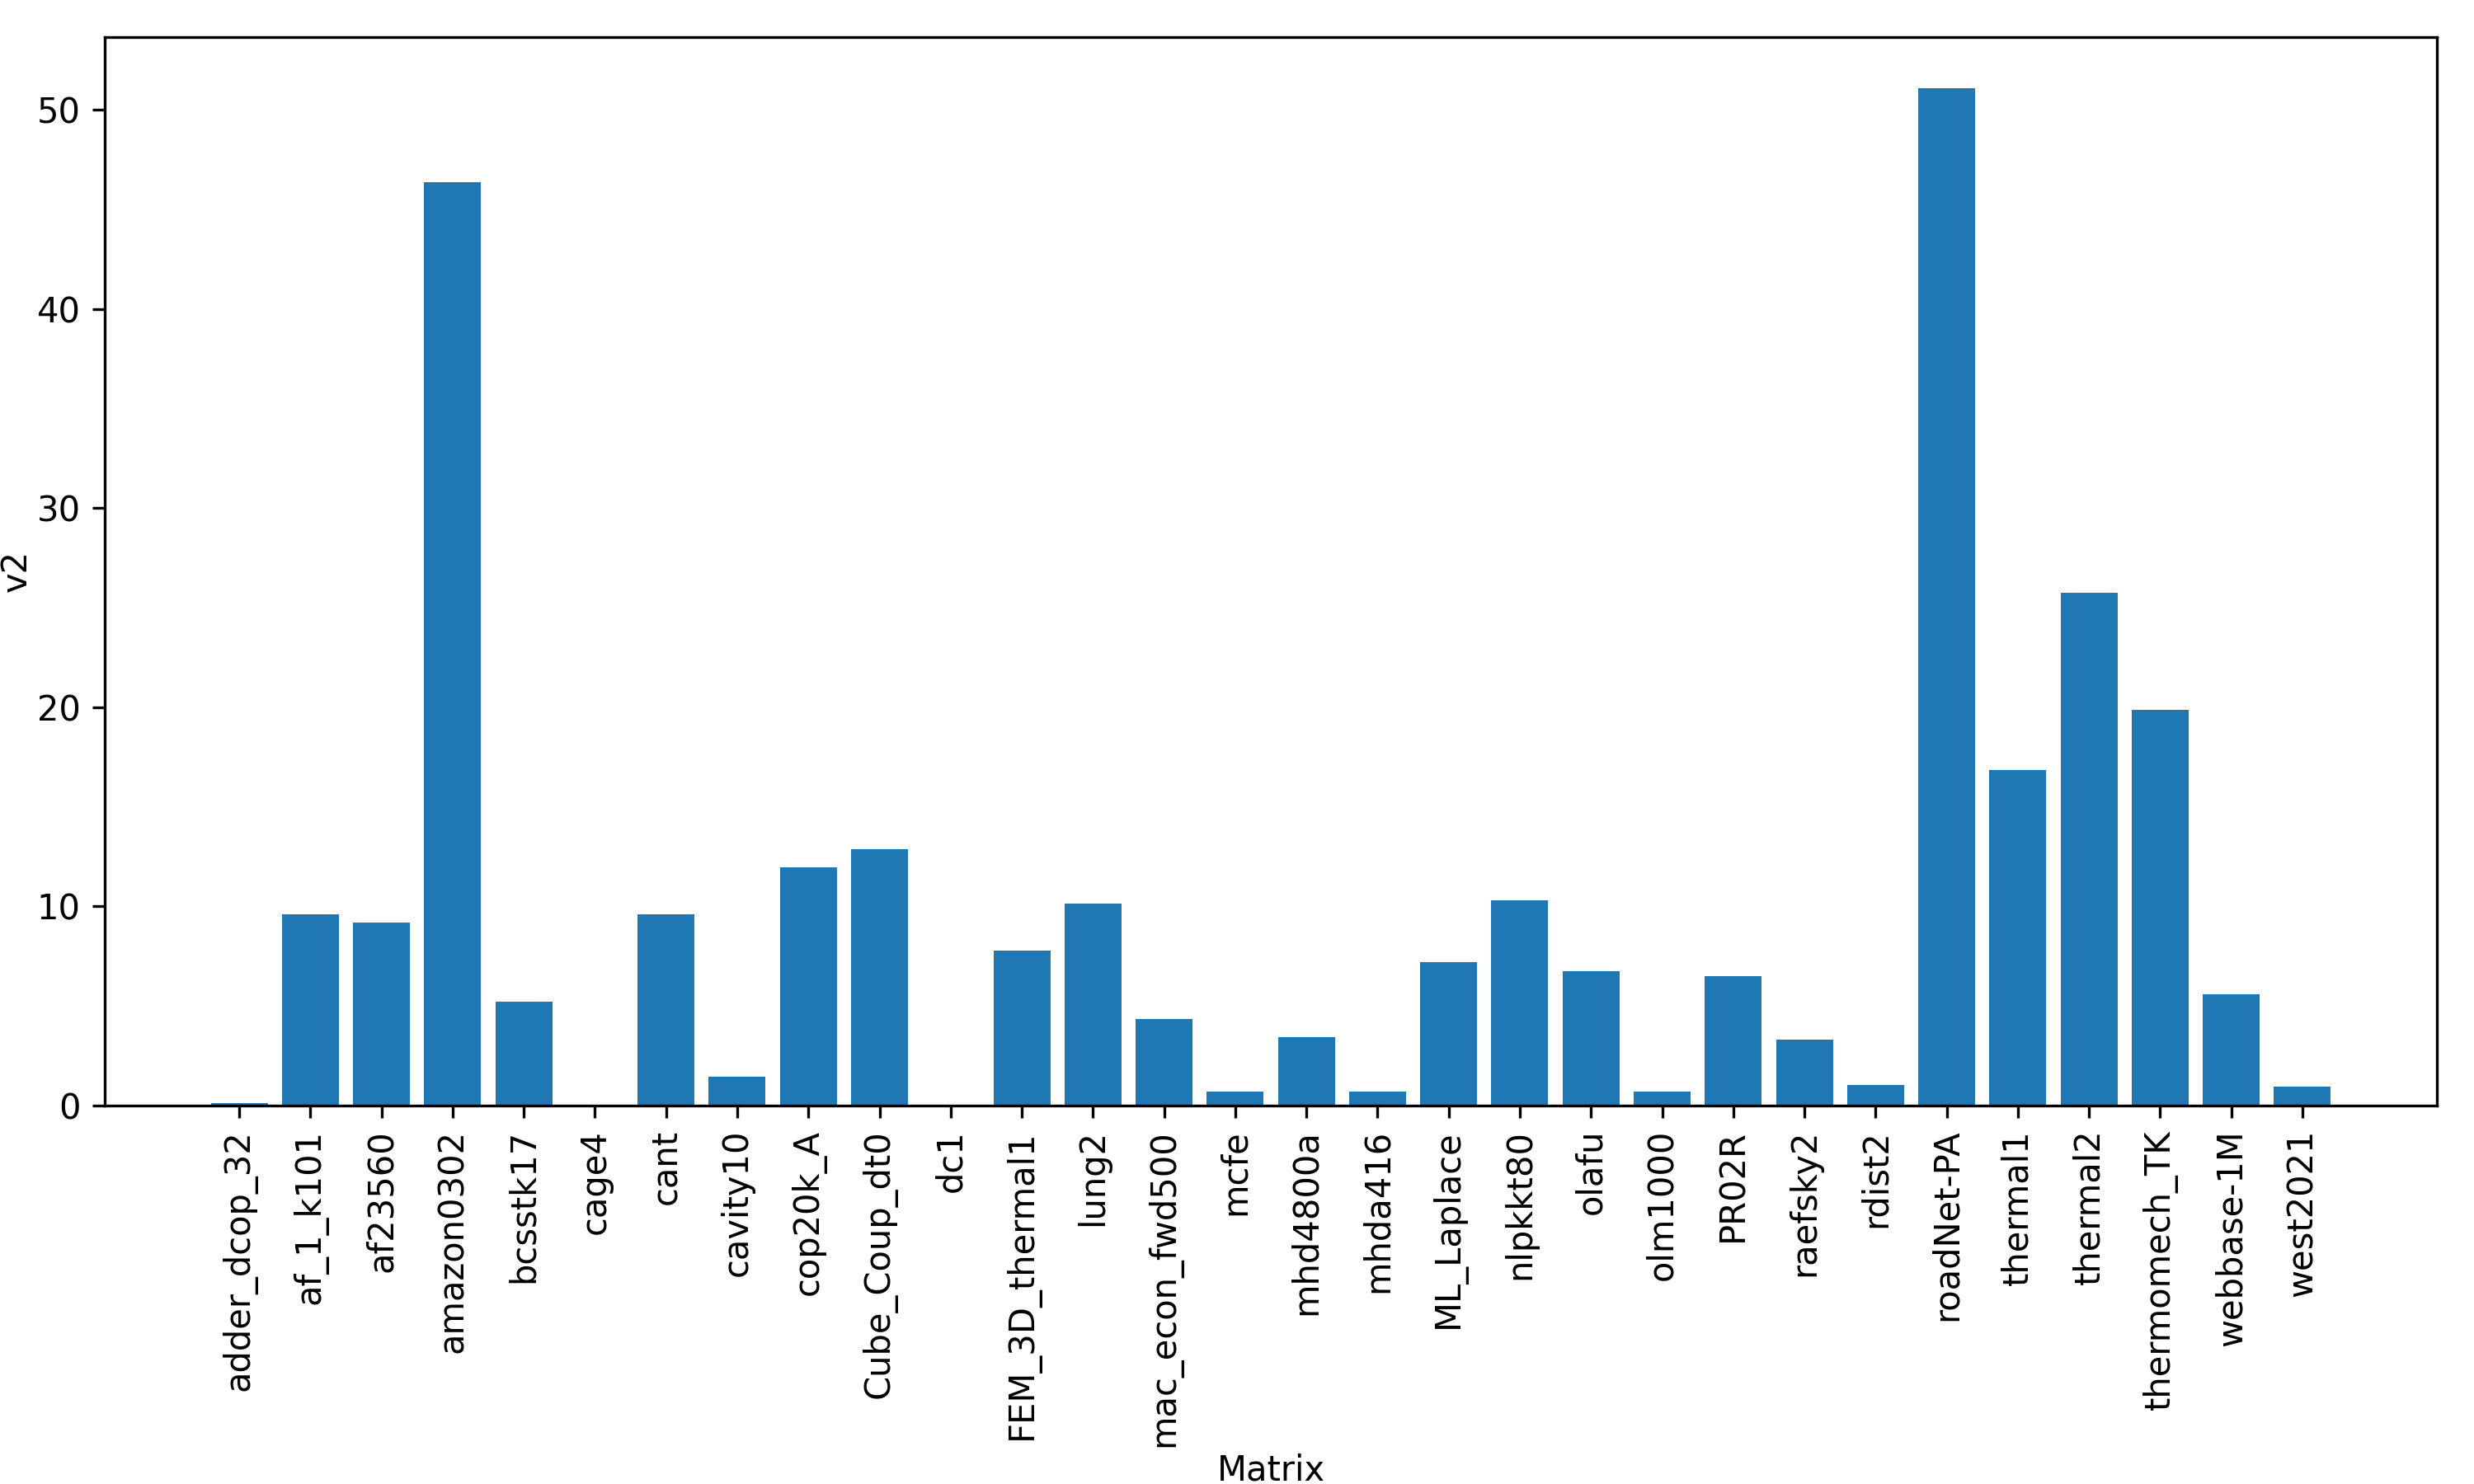 50
40
30
20
10
0
v2
adder_dcop_32
af_1_k101
af23560
amazon0302
bcsstk17
cage4
cant
cavity10
cop20k_A
Cube_Coup_dt0
dc1
FEM_3D_thermal1
lung2
mac_econ_fwd500
mcfe
mhd4800a
mhda416
ML_Laplace
nlpkkt80
olafu
olm1000
PR02R
raefsky2
rdist2
roadNet-PA
thermal1
thermal2
thermomech_TK
webbase-1M
west2021
Matrix